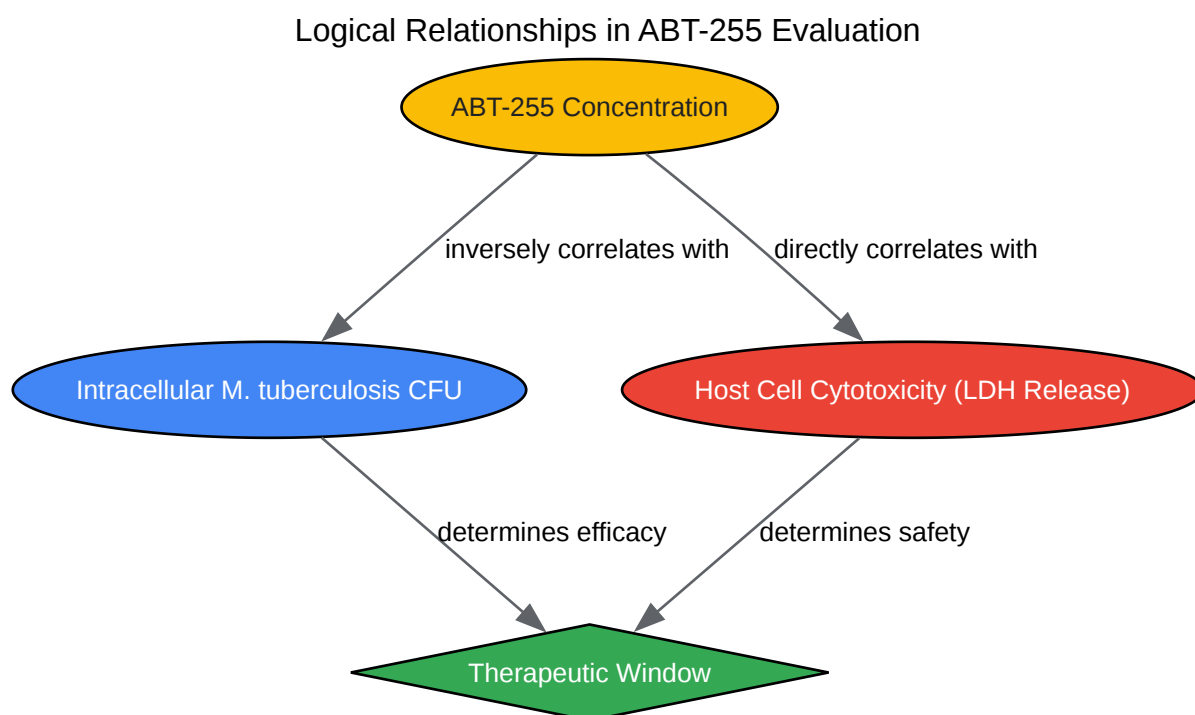 Logical Relationships in ABT-255 Evaluation
ABT-255 Concentration
inversely correlates with
directly correlates with
Intracellular M. tuberculosis CFU
Host Cell Cytotoxicity (LDH Release)
determines efficacy
determines safety
Therapeutic Window